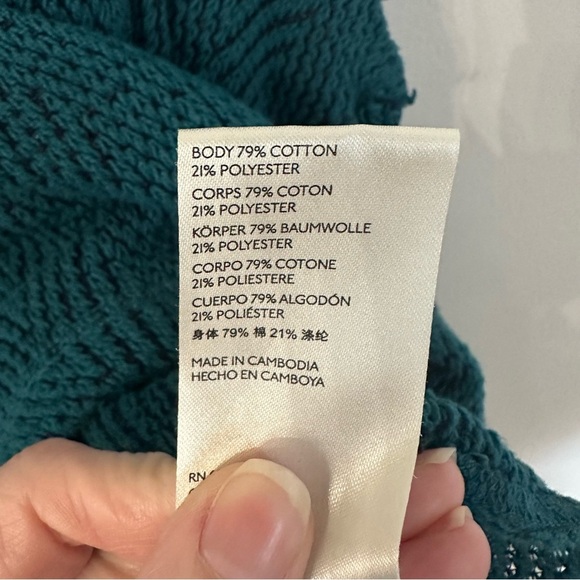 BODY 79% COTTON
21% POLYESTER
CORPS 79% COTON
21% POLYESTER
KÖRPER 79% BAUMWOLLE
21% POLYESTER
CORPO 79% COTONE
21% POLIESTERE
CUERPO 79% ALGODÓN
21% POLIÉSTER
身体 79% 棉 21% 涤纶
MADE IN CAMBODIA
HECHO EN CAMBOYA
RN